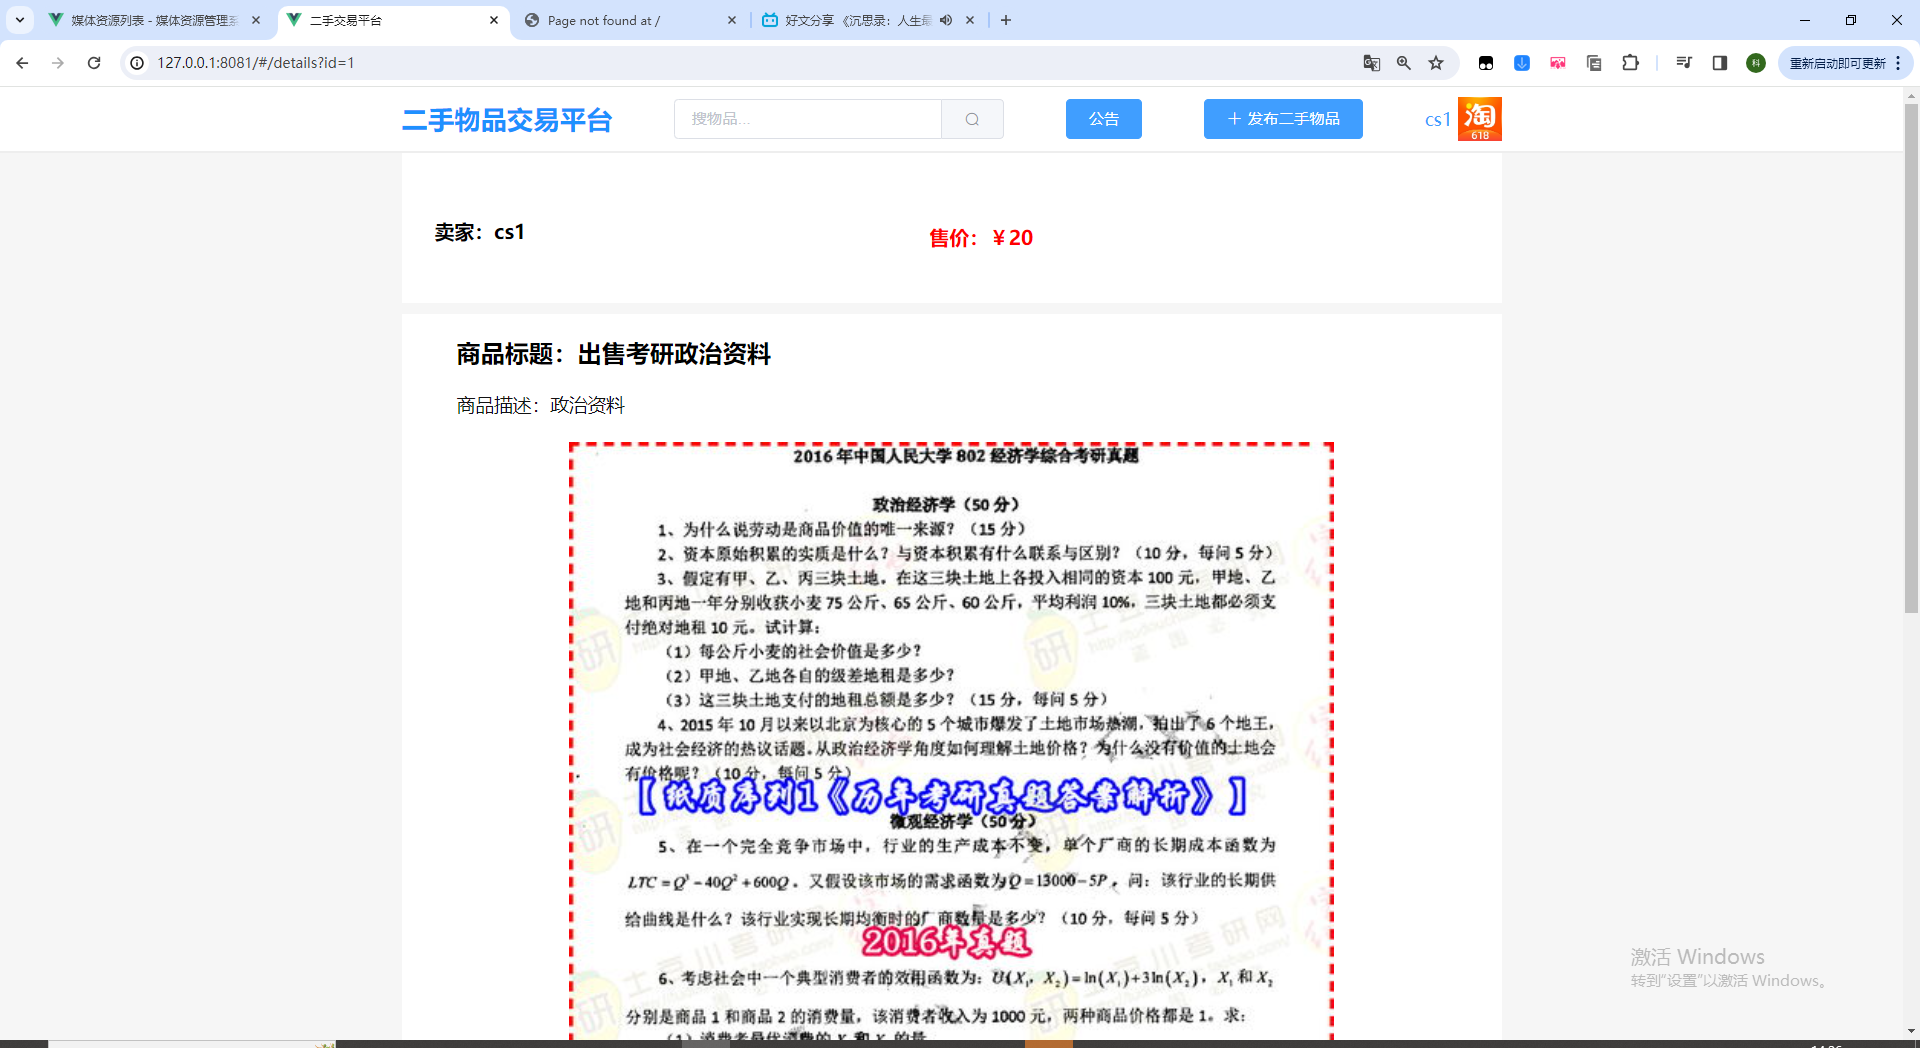 媒体资源列表 - 媒体资源管理系
二手交易平台
Page not found at /
好文分享 《沉思录：人生最
127.0.0.1:8081/#/details?id=1
科
重新启动即可更新
二手物品交易平台
搜物品...
公告
发布二手物品
cs1
淘
618
卖家：cs1
售价：￥20
商品标题：出售考研政治资料
商品描述：政治资料
2016 年中国人民大学 802 经济学综合考研真题
政治经济学（50 分）
1、为什么说劳动是商品价值的唯一来源？（15 分）
2、资本原始积累的实质是什么？与资本积累有什么联系与区别？（10 分，每问 5 分）
3、假定有甲、乙、丙三块土地，在这三块土地上各投入相同的资本 100 元，甲地、乙
地和丙地一年分别收获小麦 75 公斤、65 公斤、60 公斤，平均利润 10%，三块土地都必须支
付绝对地租 10 元。试计算：
（1）每公斤小麦的社会价值是多少？
（2）甲地、乙地各自的级差地租是多少？
（3）这三块土地支付的地租总额是多少？（15 分，每问 5 分）
4、2015 年 10 月以来以北京为核心的 5 个城市爆发了土地市场热潮，拍出了 6 个地王，
成为社会经济的热议话题。从政治经济学角度如何理解土地价格？为什么没有价值的土地会
有价格呢？（10 分，每问 5 分）
【纸质序列1《历年考研真题答案解析》】
微观经济学（50 分）
5、在一个完全竞争市场中，行业的生产成本不变，单个厂商的长期成本函数为
LTC = Q³ − 40Q² + 600Q 。又假设该市场的需求函数为 Q = 13000 − 5P 。问：该行业的长期供
给曲线是什么？该行业实现长期均衡时的厂商数量是多少？（10 分，每问 5 分）
2016年真题
6、考虑社会中一个典型消费者的效用函数为：U(X₁, X₂) = ln(X₁) + 3ln(X₂)，X₁ 和 X₂
分别是商品 1 和商品 2 的消费量，该消费者收入为 1000 元，两种商品价格都是 1。求：
激活 Windows
转到"设置"以激活 Windows。